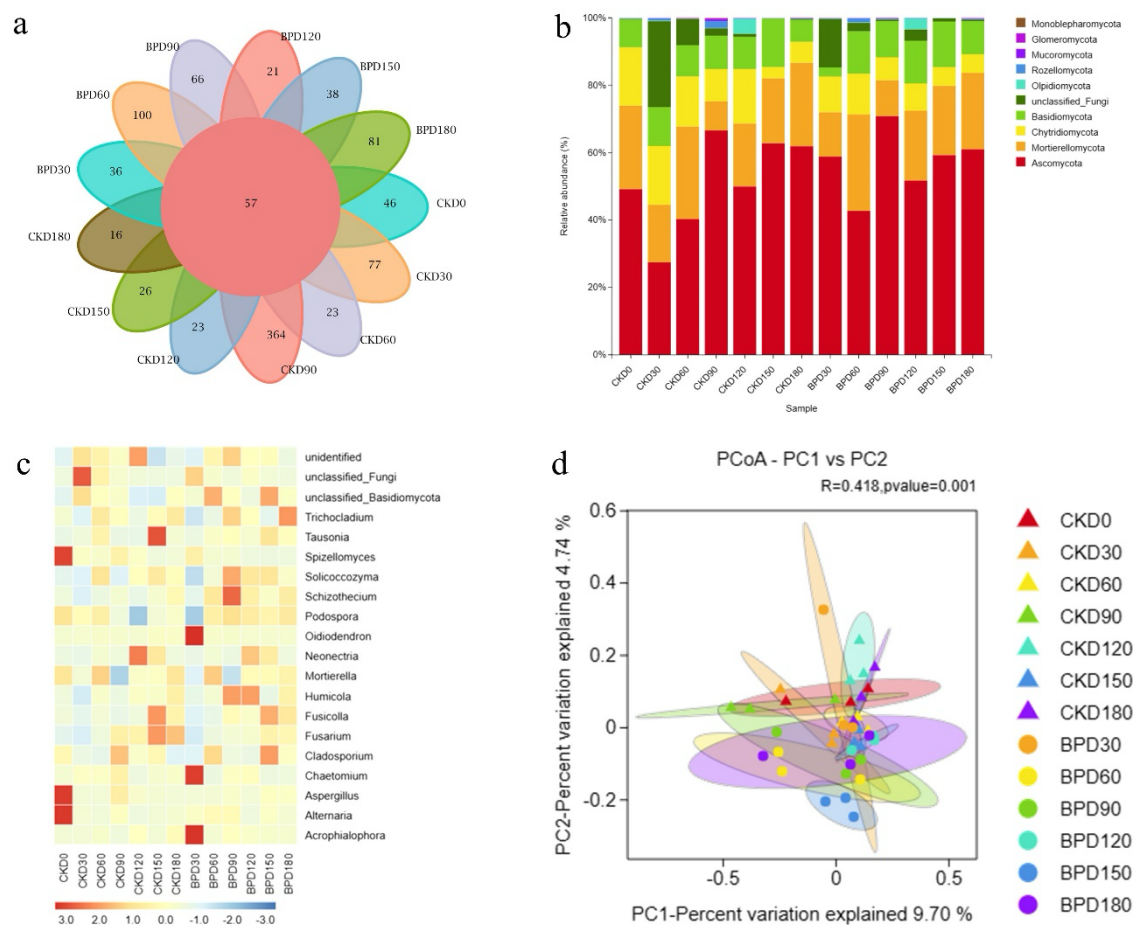 a
BPD120
21
BPD150
38
BPD180
81
CKD0
46
CKD30
77
CKD60
23
CKD90
364
CKD120
23
CKD150
26
CKD180
16
BPD30
36
BPD60
100
BPD90
66
57
b
100%
80%
60%
40%
20%
0%
Relative abundance (%)
CKD0 CKD30 CKD60 CKD90 CKD120 CKD150 CKD180 BPD30 BPD60 BPD90 BPD120 BPD150 BPD180
Sample
Monoblepharomycota
Glomeromycota
Mucoromycota
Rozellomycota
Olpidiomycota
unclassified_Fungi
Basidiomycota
Chytridiomycota
Mortierellomycota
Ascomycota
c
unidentified
unclassified_Fungi
unclassified_Basidiomycota
Trichocladium
Tausonia
Spizellomyces
Solicoccozyma
Schizothecium
Podospora
Oidiodendron
Neonectria
Mortierella
Humicola
Fusicolla
Fusarium
Cladosporium
Chaetomium
Aspergillus
Alternaria
Acrophialophora
CKD0 CKD30 CKD60 CKD90 CKD120 CKD150 CKD180 BPD30 BPD60 BPD90 BPD120 BPD150 BPD180
3.0 2.0 1.0 0.0 -1.0 -2.0 -3.0
d
PCoA - PC1 vs PC2
R=0.418,pvalue=0.001
PC2-Percent variation explained 4.74 %
0.6
0.4
0.2
0
-0.2
-0.5 0 0.5
PC1-Percent variation explained 9.70 %
CKD0
CKD30
CKD60
CKD90
CKD120
CKD150
CKD180
BPD30
BPD60
BPD90
BPD120
BPD150
BPD180